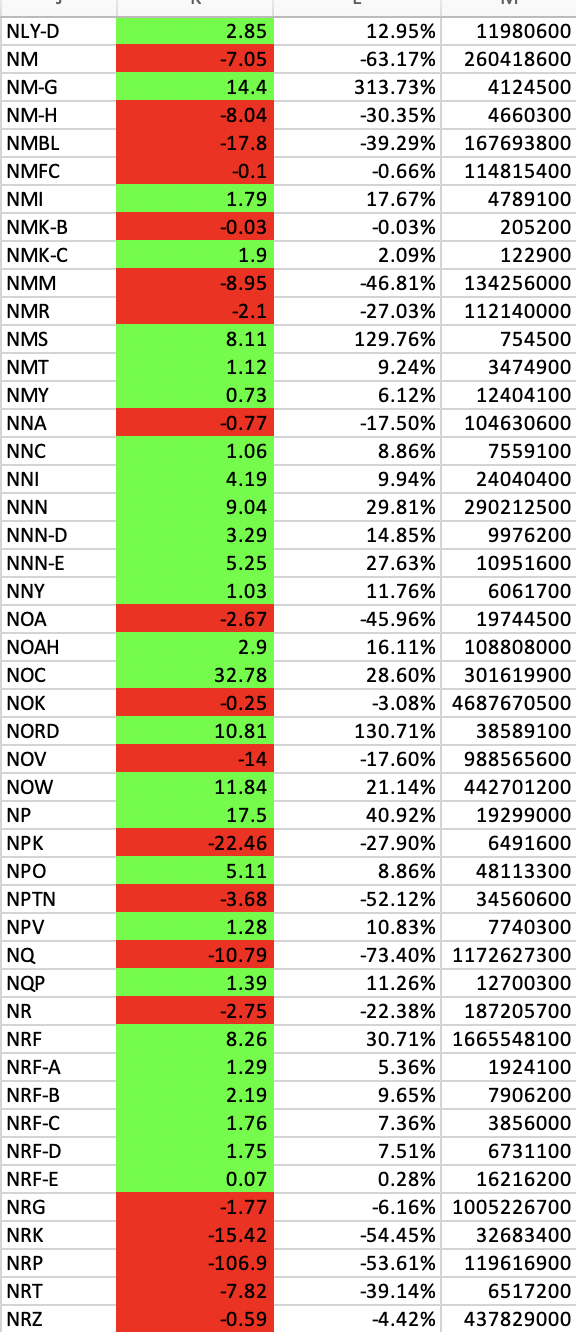 NLY-D 2.85 12.95% 11980600
NM -7.05 -63.17% 260418600
NM-G 14.4 313.73% 4124500
NM-H -8.04 -30.35% 4660300
NMBL -17.8 -39.29% 167693800
NMFC -0.1 -0.66% 114815400
NMI 1.79 17.67% 4789100
NMK-B -0.03 -0.03% 205200
NMK-C 1.9 2.09% 122900
NMM -8.95 -46.81% 134256000
NMR -2.1 -27.03% 112140000
NMS 8.11 129.76% 754500
NMT 1.12 9.24% 3474900
NMY 0.73 6.12% 12404100
NNA -0.77 -17.50% 104630600
NNC 1.06 8.86% 7559100
NNI 4.19 9.94% 24040400
NNN 9.04 29.81% 290212500
NNN-D 3.29 14.85% 9976200
NNN-E 5.25 27.63% 10951600
NNY 1.03 11.76% 6061700
NOA -2.67 -45.96% 19744500
NOAH 2.9 16.11% 108808000
NOC 32.78 28.60% 301619900
NOK -0.25 -3.08% 4687670500
NORD 10.81 130.71% 38589100
NOV -14 -17.60% 988565600
NOW 11.84 21.14% 442701200
NP 17.5 40.92% 19299000
NPK -22.46 -27.90% 6491600
NPO 5.11 8.86% 48113300
NPTN -3.68 -52.12% 34560600
NPV 1.28 10.83% 7740300
NQ -10.79 -73.40% 1172627300
NQP 1.39 11.26% 12700300
NR -2.75 -22.38% 187205700
NRF 8.26 30.71% 1665548100
NRF-A 1.29 5.36% 1924100
NRF-B 2.19 9.65% 7906200
NRF-C 1.76 7.36% 3856000
NRF-D 1.75 7.51% 6731100
NRF-E 0.07 0.28% 16216200
NRG -1.77 -6.16% 1005226700
NRK -15.42 -54.45% 32683400
NRP -106.9 -53.61% 119616900
NRT -7.82 -39.14% 6517200
NRZ -0.59 -4.42% 437829000